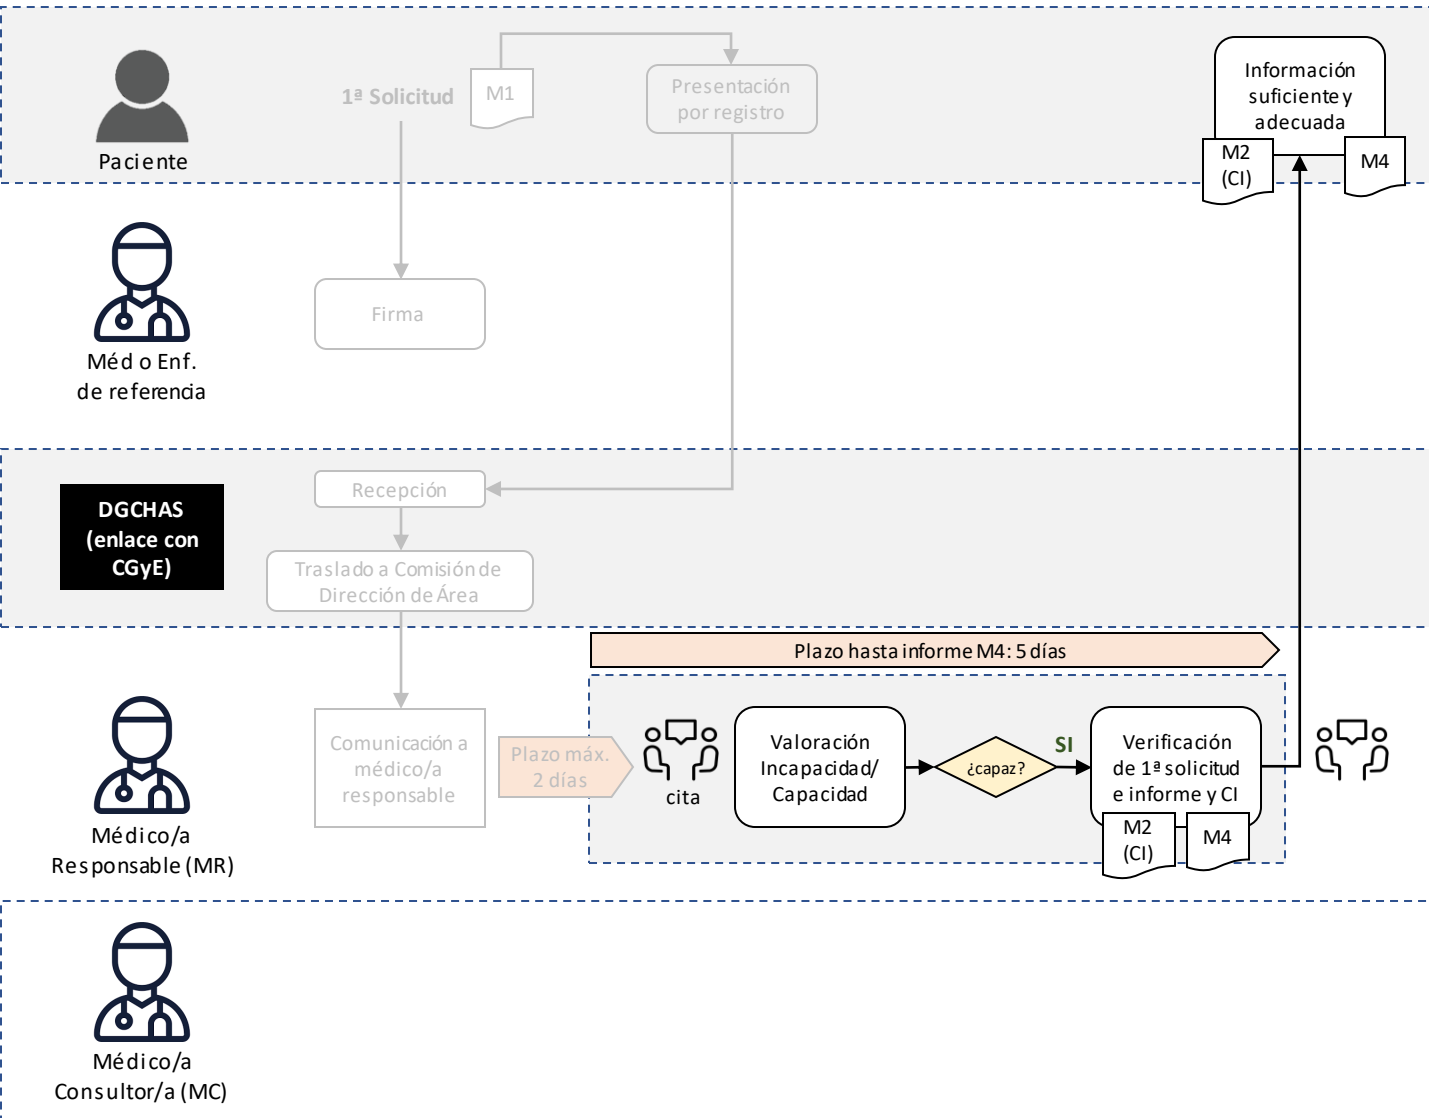 Paciente
1ª Solicitud
M1
Presentación
por registro
Información
suficiente y
adecuada
M2
(CI)
M4
Méd o Enf.
de referencia
Firma
DGCHAS
(enlace con
CGyE)
Recepción
Traslado a Comisión de
Dirección de Área
Plazo hasta informe M4: 5 días
Médico/a
Responsable (MR)
Comunicación a
médico/a
responsable
Plazo máx.
2 días
cita
Valoración
Incapacidad/
Capacidad
¿capaz?
SI
Verificación
de 1ª solicitud
e informe y CI
M2
(CI)
M4
Médico/a
Consultor/a (MC)